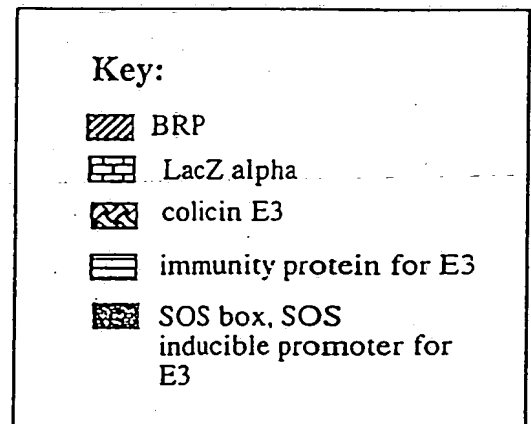 Key:
BRP
LacZ alpha
colicin E3
immunity protein for E3
SOS box, SOS
inducible promoter for
E3